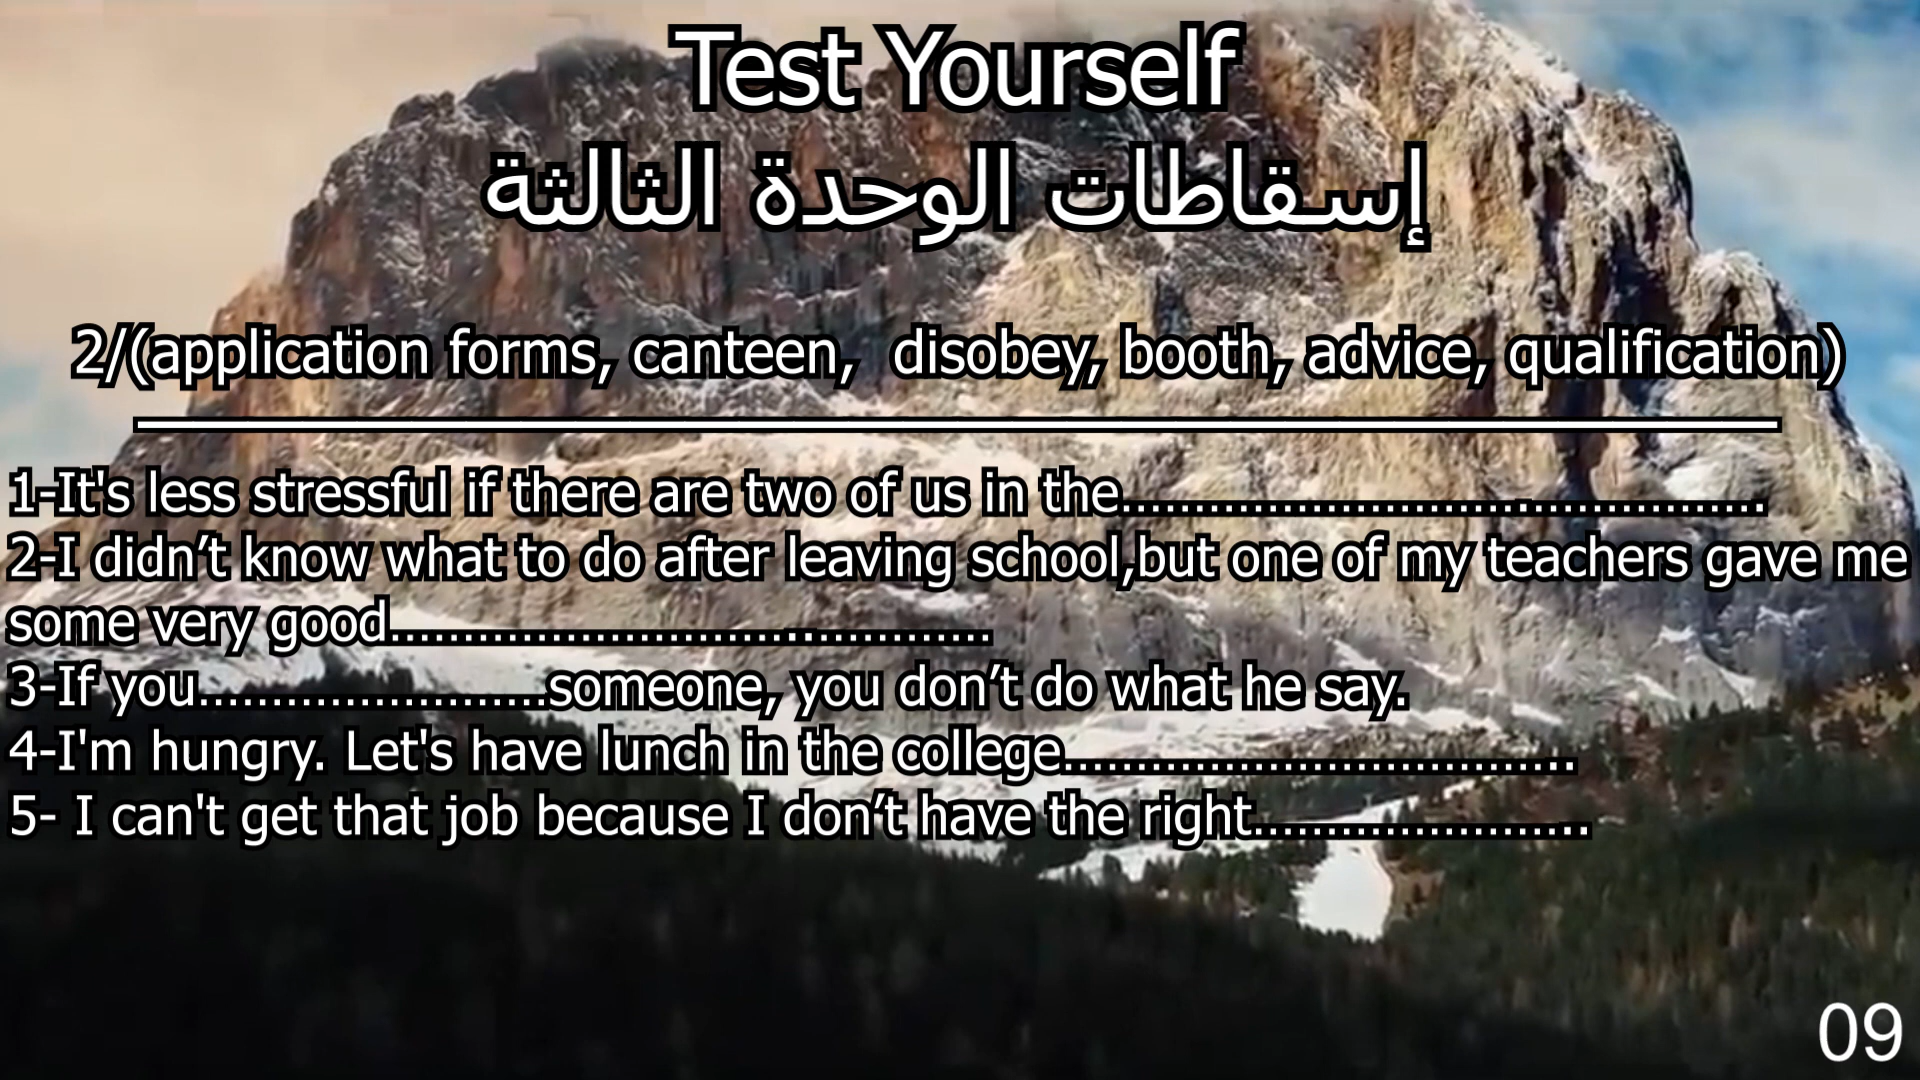 Test Yourself
إسقاطات الوحدة الثالثة
2/(application forms, canteen,  disobey, booth, advice, qualification)
1-It's less stressful if there are two of us in the............................................
2-I didn’t know what to do after leaving school,but one of my teachers gave me
some very good.........................................
3-If you........................someone, you don’t do what he say.
4-I'm hungry. Let's have lunch in the college...................................
5- I can't get that job because I don’t have the right.......................
09